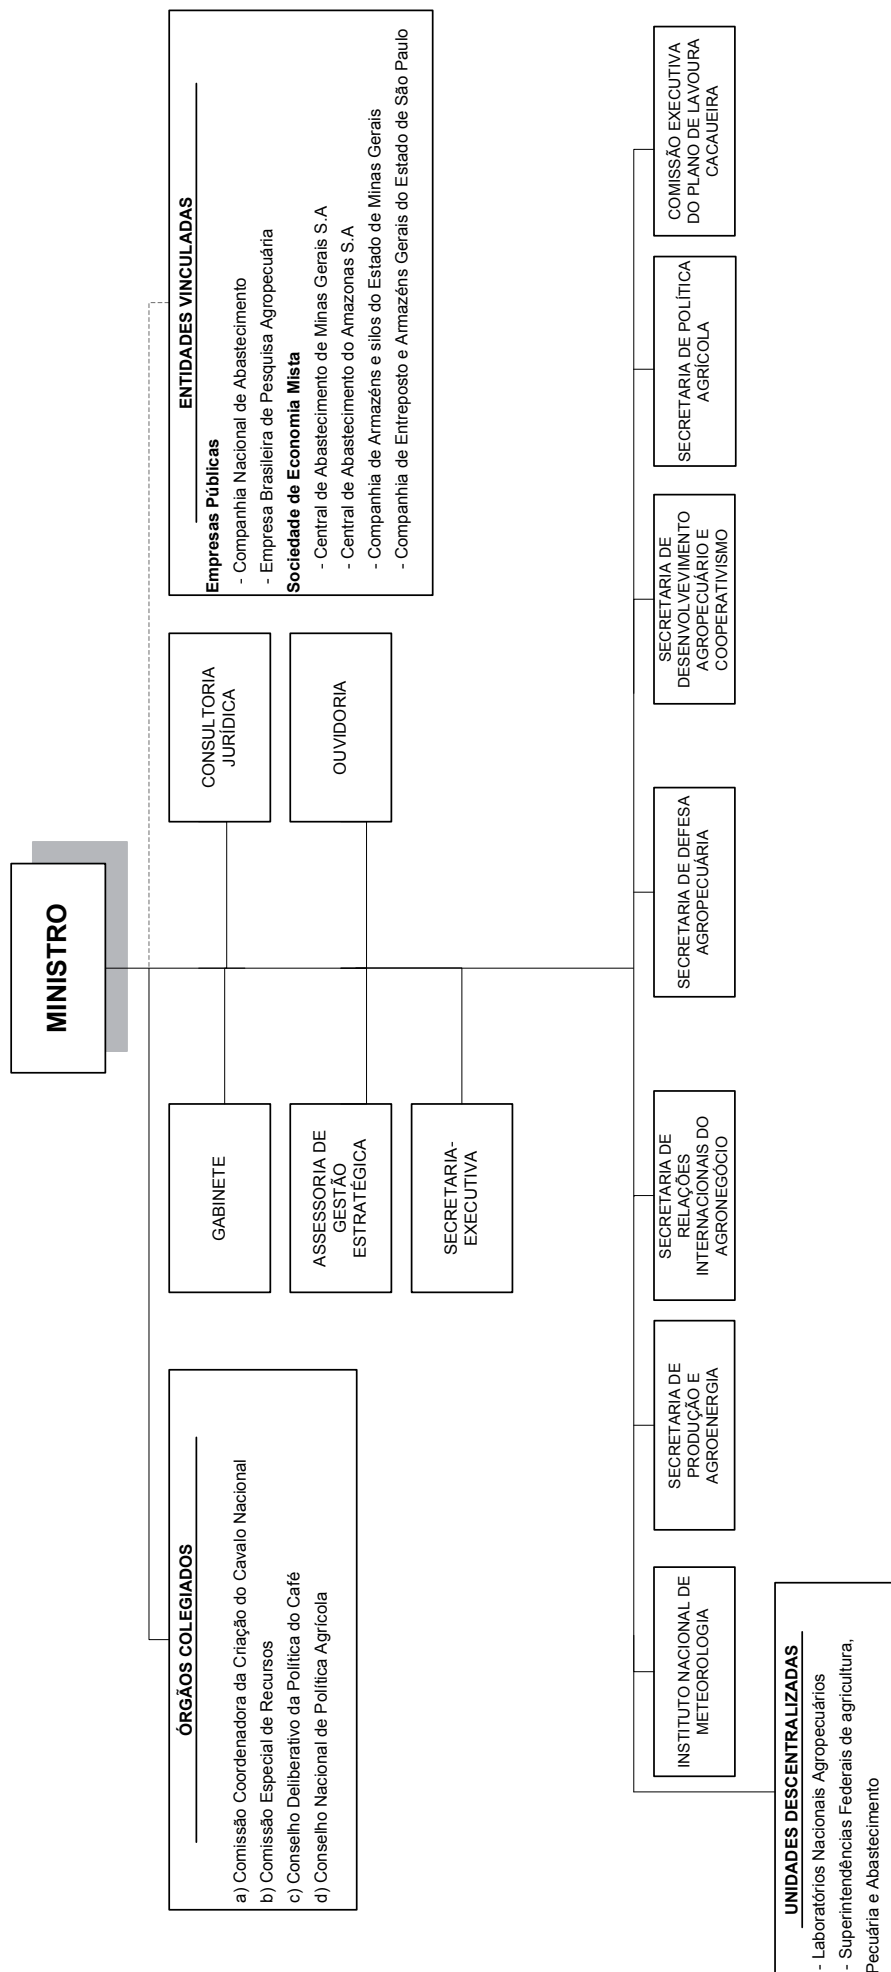 MINISTRO
ÓRGÃOS COLEGIADOS
a) Comissão Coordenadora da Criação do Cavalo Nacional
b) Comissão Especial de Recursos
c) Conselho Deliberativo da Política do Café
d) Conselho Nacional de Política Agrícola
GABINETE
ASSESSORIA DE
GESTÃO
ESTRATÉGICA
SECRETARIA-
EXECUTIVA
CONSULTORIA
JURÍDICA
OUVIDORIA
ENTIDADES VINCULADAS
Empresas Públicas
- Companhia Nacional de Abastecimento
- Empresa Brasileira de Pesquisa Agropecuária
Sociedade de Economia Mista
- Central de Abastecimento de Minas Gerais S.A
- Central de Abastecimento do Amazonas S.A
- Companhia de Armazéns e silos do Estado de Minas Gerais
- Companhia de Entreposto e Armazéns Gerais do Estado de São Paulo
INSTITUTO NACIONAL DE
METEOROLOGIA
SECRETARIA DE
PRODUÇÃO E
AGROENERGIA
SECRETARIA DE
RELAÇÕES
INTERNACIONAIS DO
AGRONEGÓCIO
SECRETARIA DE DEFESA
AGROPECUÁRIA
SECRETARIA DE
DESENVOLVEVIMENTO
AGROPECUÁRIO E
COOPERATIVISMO
SECRETARIA DE POLÍTICA
AGRÍCOLA
COMISSÃO EXECUTIVA
DO PLANO DE LAVOURA
CACAUEIRA
UNIDADES DESCENTRALIZADAS
- Laboratórios Nacionais Agropecuários
- Superintendências Federais de agricultura,
Pecuária e Abastecimento